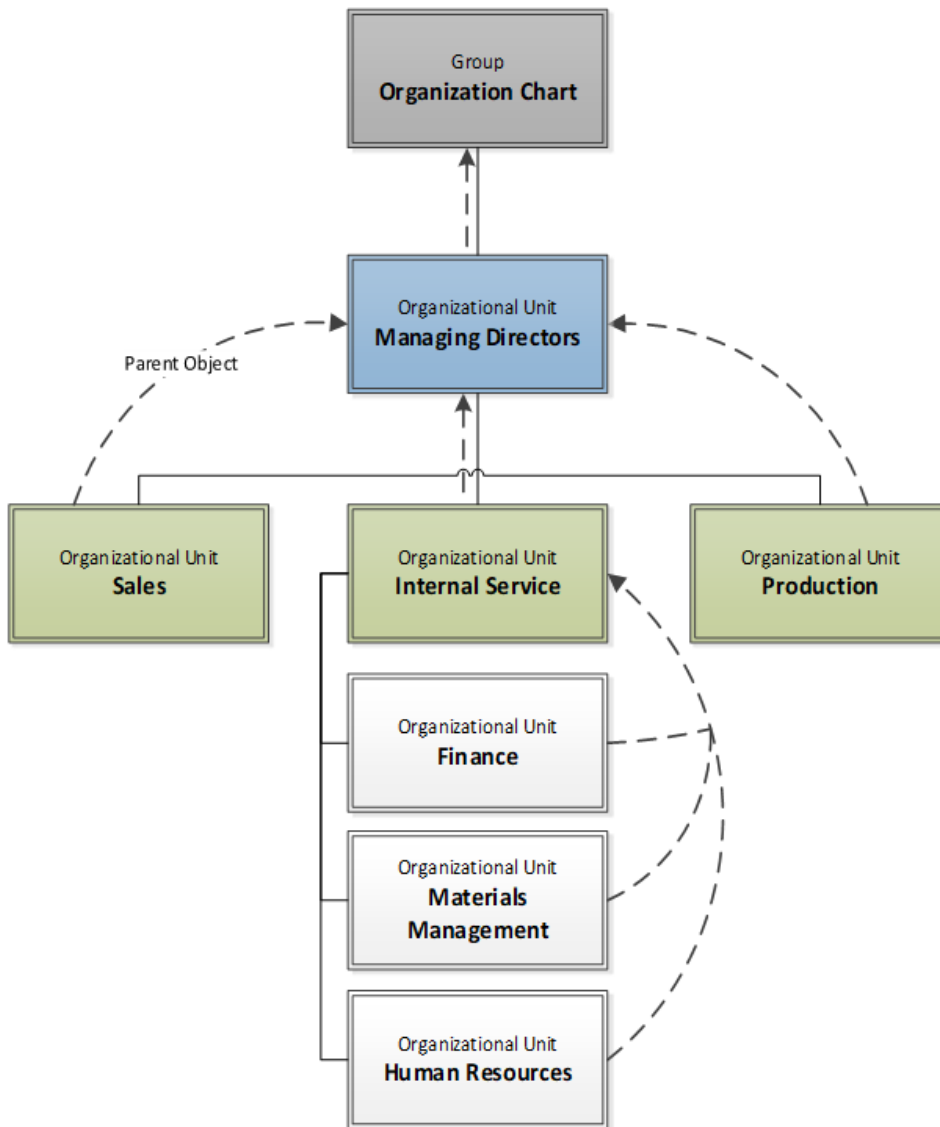 Group
Organization Chart
Organizational Unit
Managing Directors
Parent Object
Organizational Unit
Sales
Organizational Unit
Internal Service
Organizational Unit
Production
Organizational Unit
Finance
Organizational Unit
Materials
Management
Organizational Unit
Human Resources